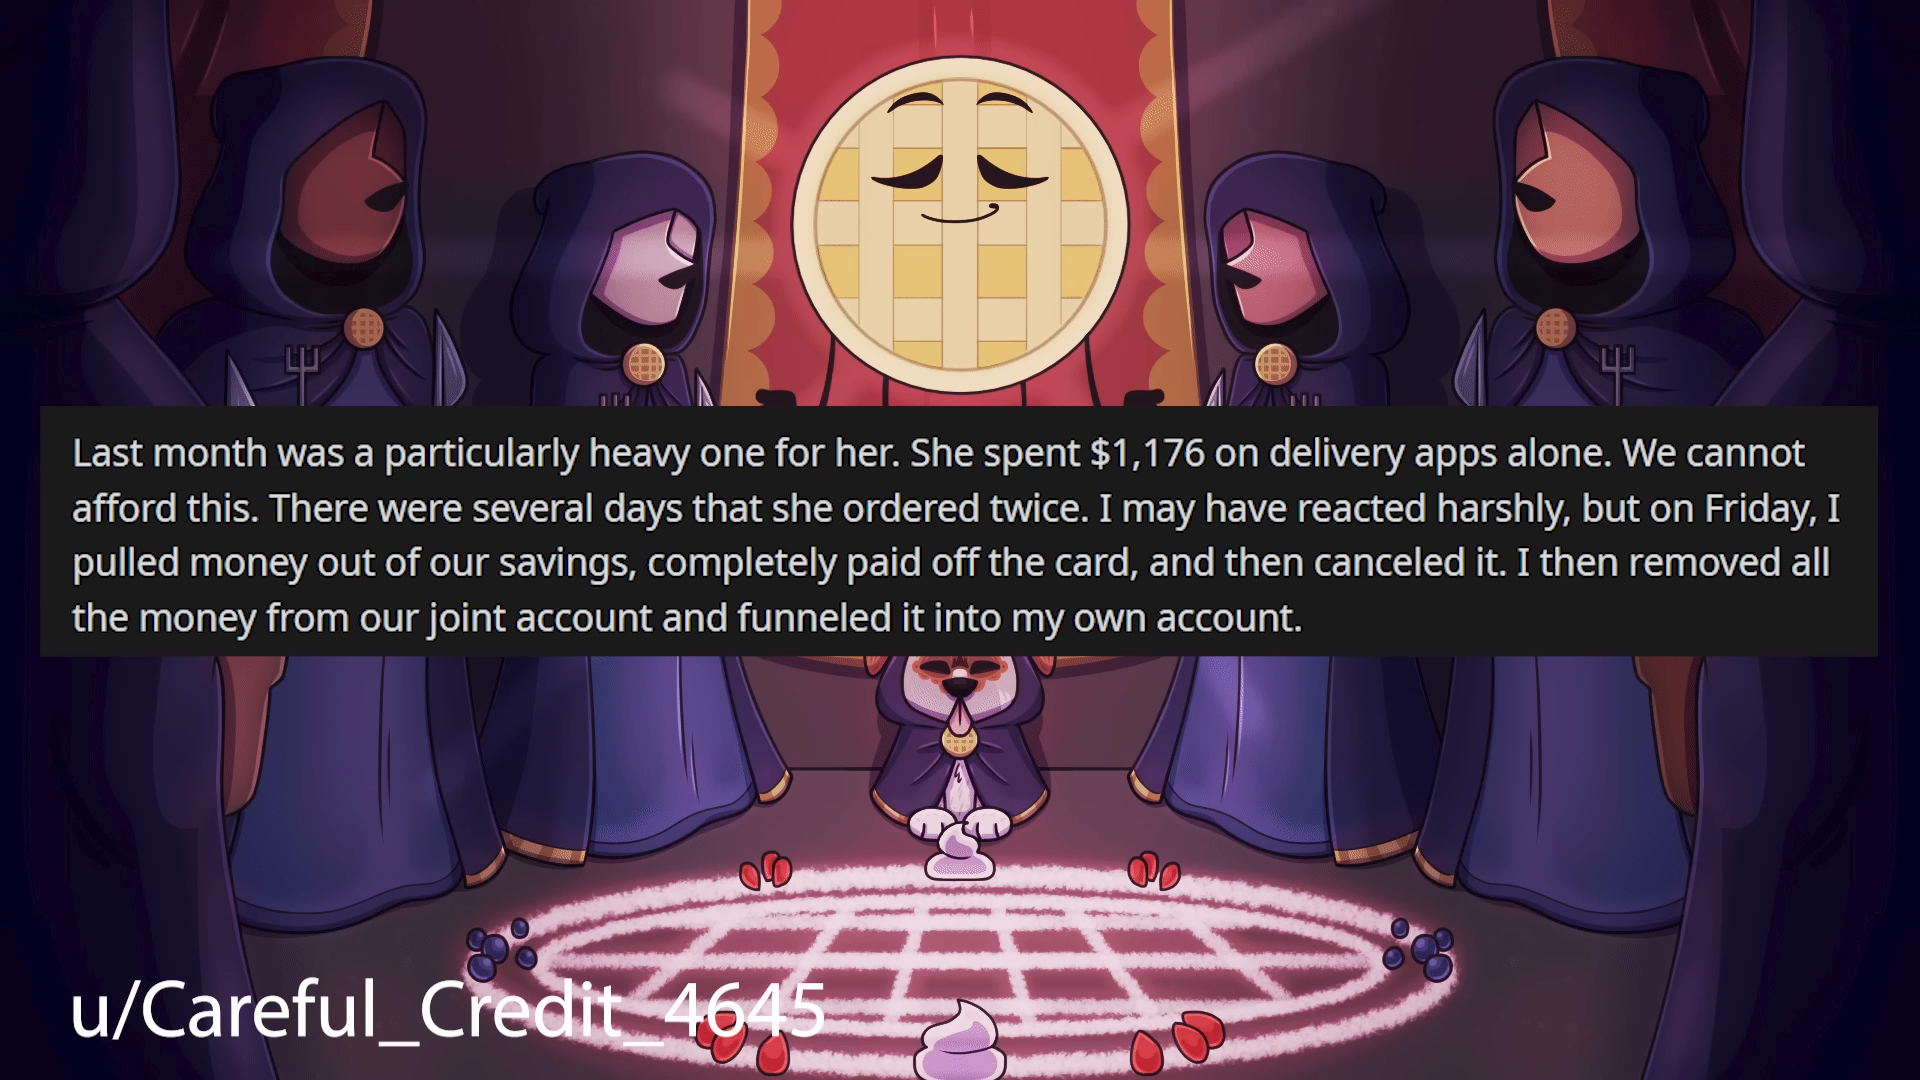 Last month was a particularly heavy one for her. She spent $1,176 on delivery apps alone. We cannot
afford this. There were several days that she ordered twice. I may have reacted harshly, but on Friday, I
pulled money out of our savings, completely paid off the card, and then canceled it. I then removed all
the money from our joint account and funneled it into my own account.
u/Careful_Credit_4645